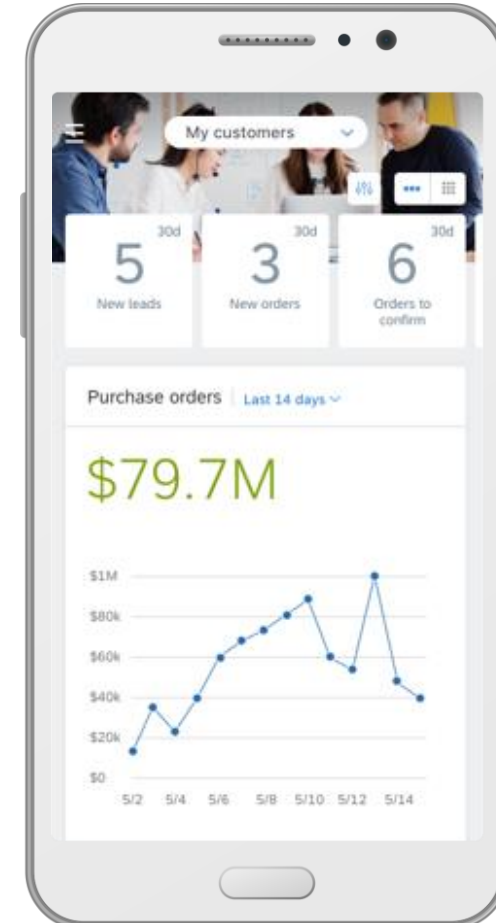 My customers
30d
5
New leads
30d
3
New orders
30d
6
Orders to
confirm
Purchase orders
Last 14 days
$79.7M
$1M
$80k
$60k
$40k
$20k
$0
5/2 5/4 5/6 5/8 5/10 5/12 5/14